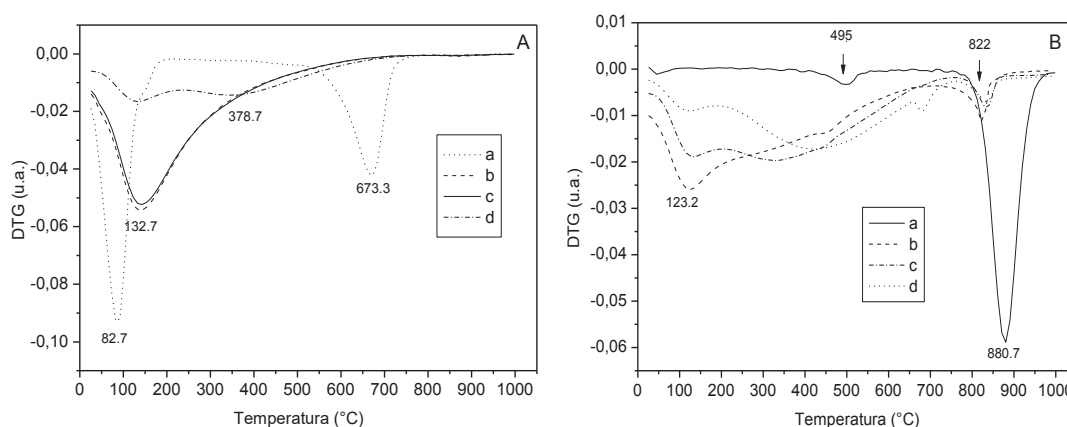 A
0,00
-0,02
-0,04
-0,06
-0,08
-0,10
DTG (u.a.)
378.7
673.3
132.7
82.7
a
b
c
d
0 100 200 300 400 500 600 700 800 900 1000
Temperatura (°C)
B
0,01
0,00
-0,01
-0,02
-0,03
-0,04
-0,05
-0,06
DTG (u.a.)
495
822
123.2
880.7
a
b
c
d
0 100 200 300 400 500 600 700 800 900 1000
Temperatura (°C)